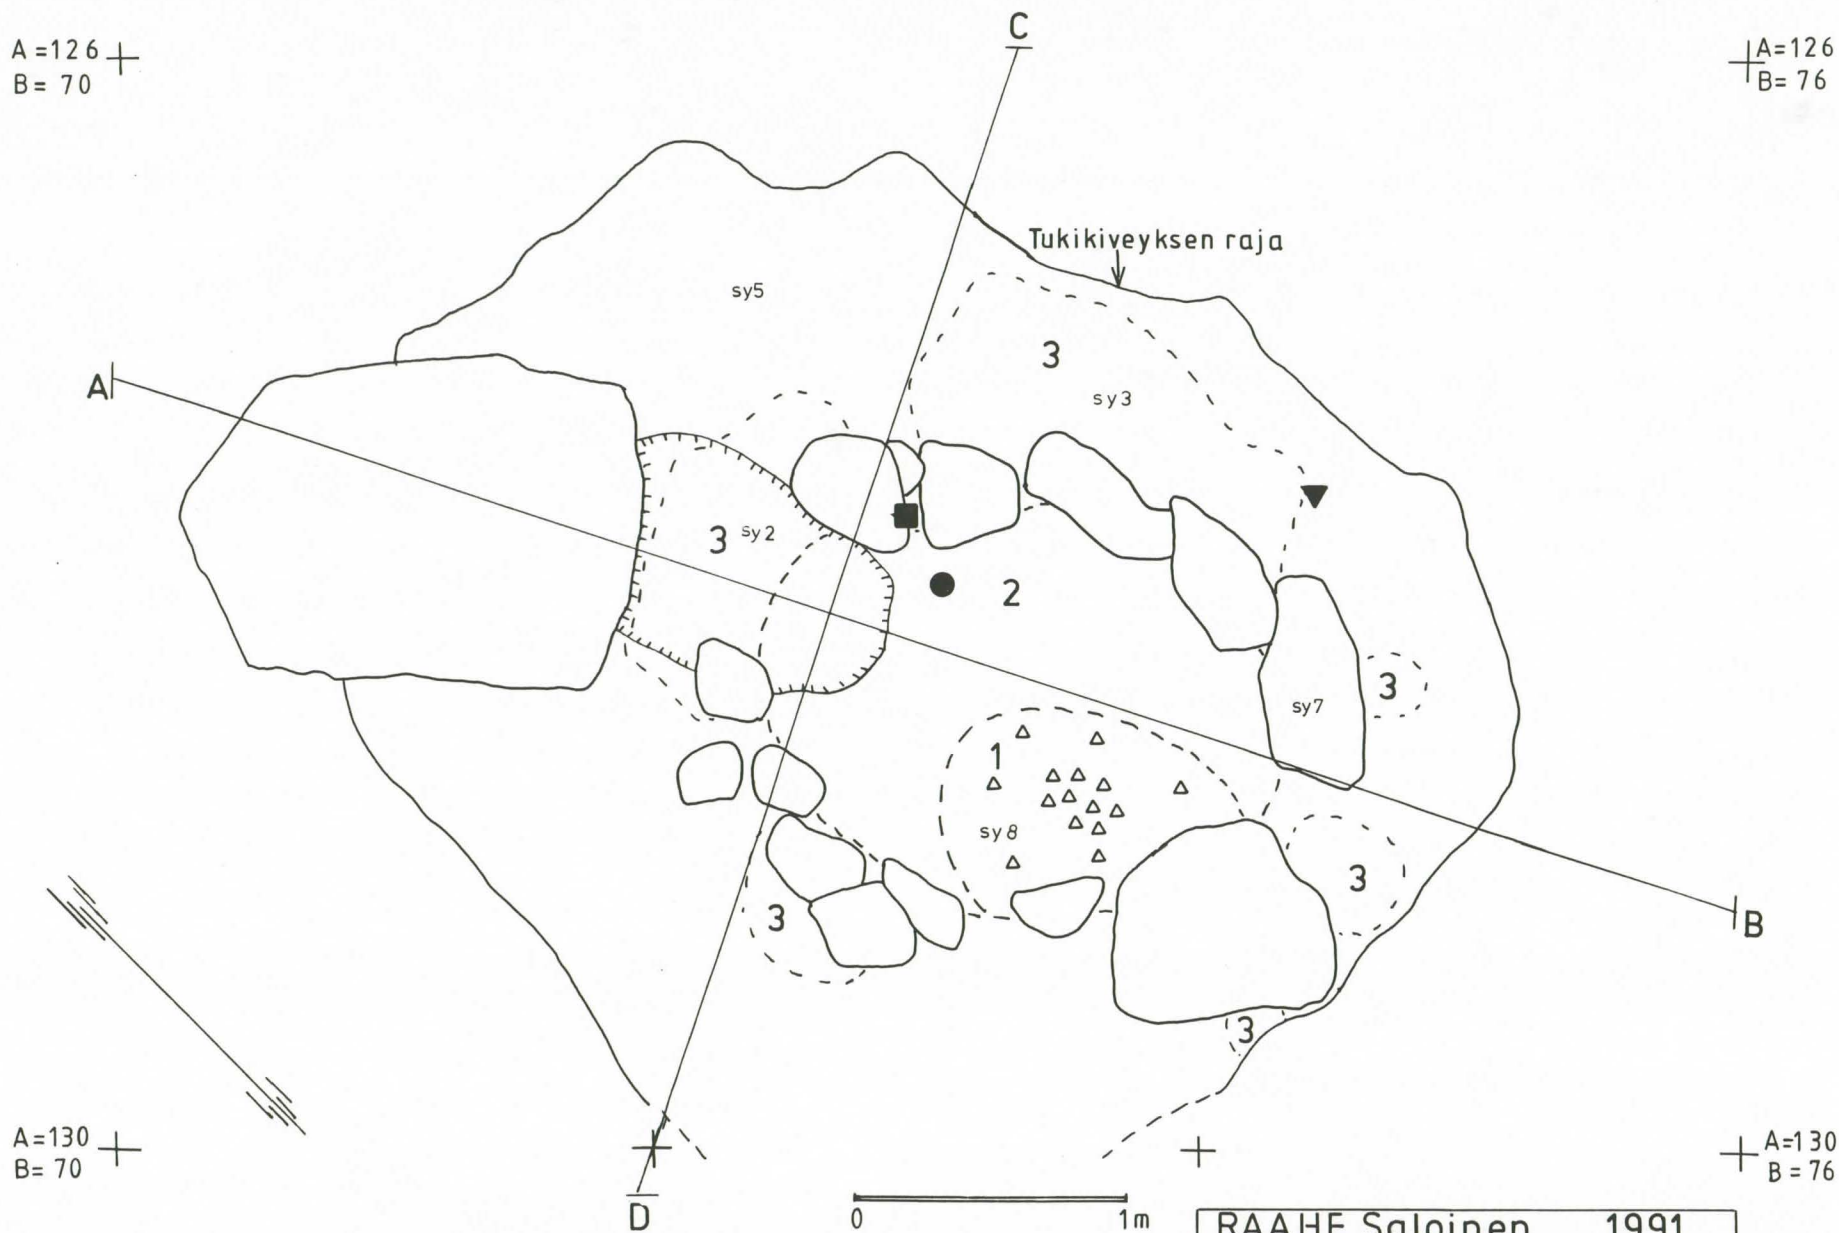 C
A=126
B= 70
A=126
B= 76
Tukikiveyksen raja
sy5
3
sy3
A
3 sy2
2
3
sy7
1
sy8
3
3
B
3
A=130
B= 70
A=130
B= 76
D
0 1m
RAAHE Saloinen 1991